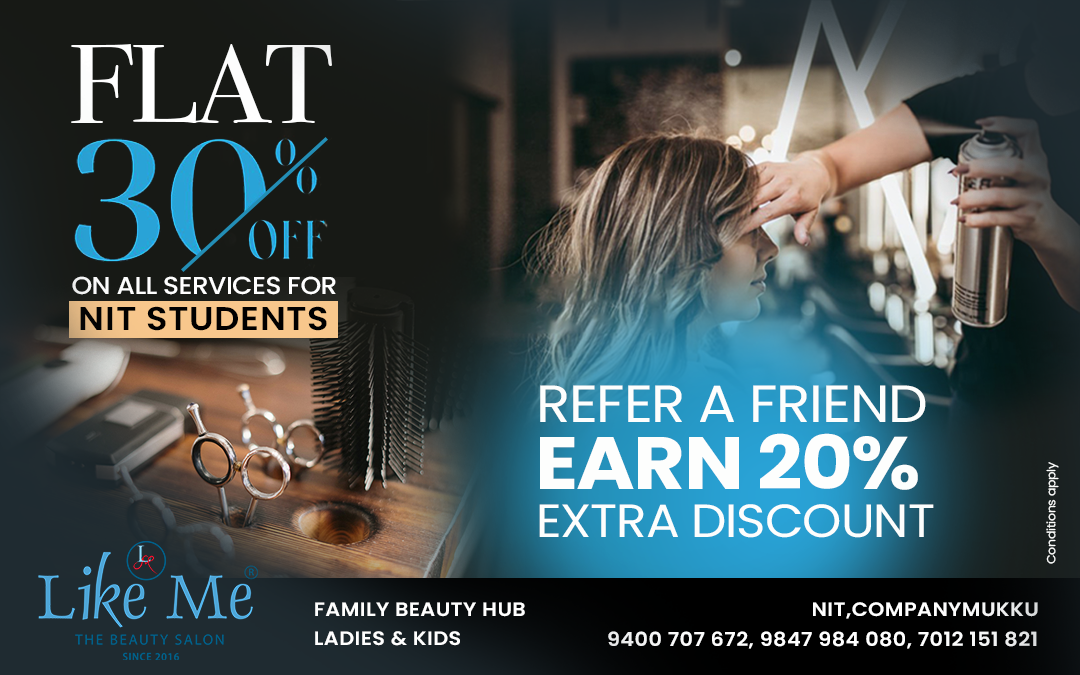 FLAT
30% OFF
ON ALL SERVICES FOR
NIT STUDENTS
REFER A FRIEND
EARN 20%
EXTRA DISCOUNT
Conditions apply
Like Me®
THE BEAUTY SALON
SINCE 2016
FAMILY BEAUTY HUB
LADIES & KIDS
NIT,COMPANYMUKKU
9400 707 672, 9847 984 080, 7012 151 821